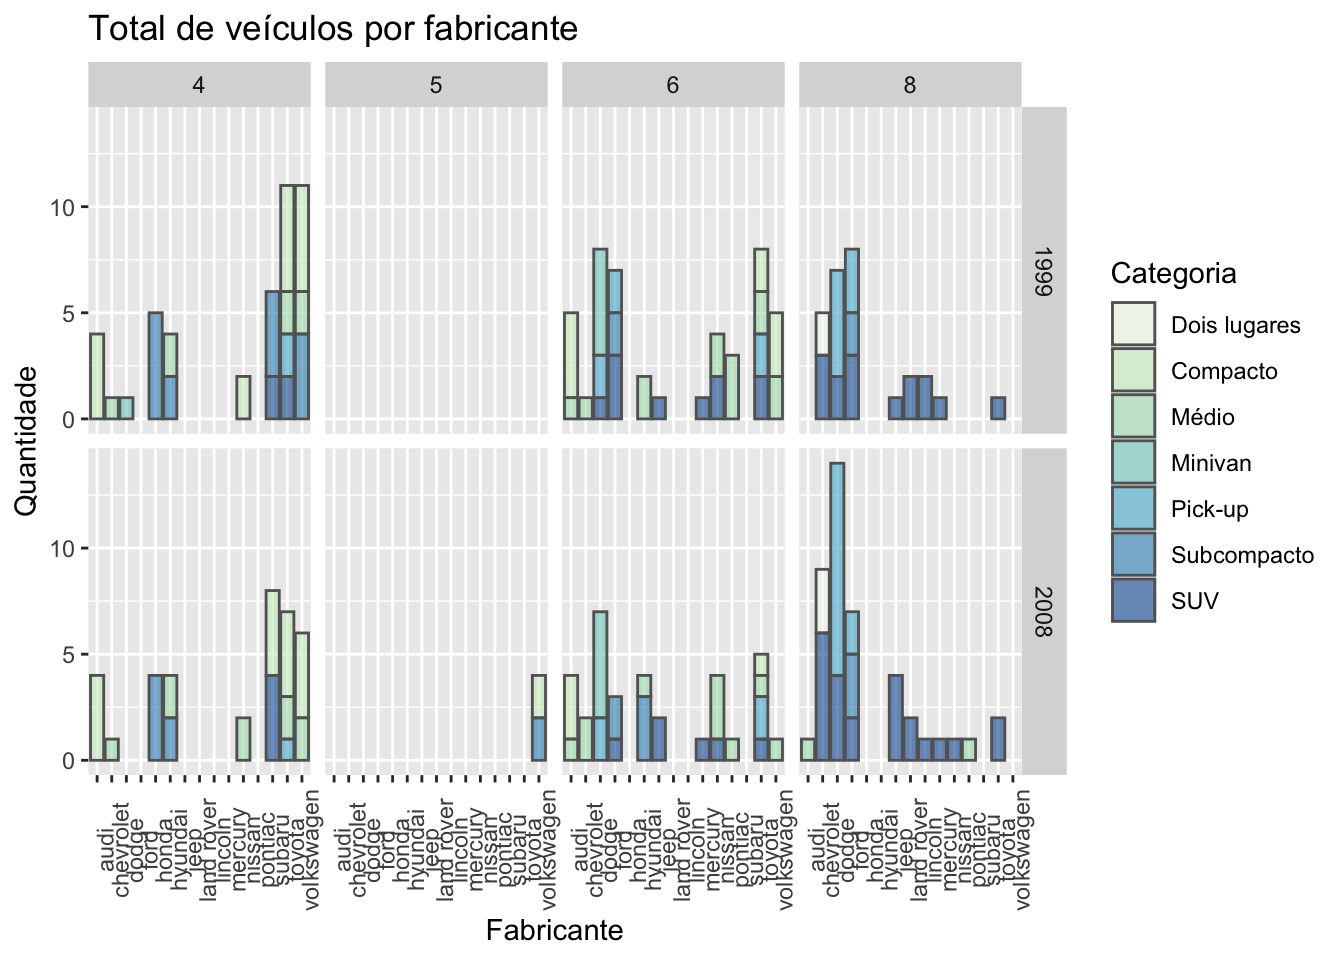 Total de veículos por fabricante
4 5 6 8
1999
2008
10
5
0
10
5
0
Quantidade
audi chevrolet dodge ford honda hyundai jeep land rover lincoln mercury nissan pontiac subaru toyota volkswagen
audi chevrolet dodge ford honda hyundai jeep land rover lincoln mercury nissan pontiac subaru toyota volkswagen
audi chevrolet dodge ford honda hyundai jeep land rover lincoln mercury nissan pontiac subaru toyota volkswagen
audi chevrolet dodge ford honda hyundai jeep land rover lincoln mercury nissan pontiac subaru toyota volkswagen
Fabricante
Categoria
Dois lugares
Compacto
Médio
Minivan
Pick-up
Subcompacto
SUV